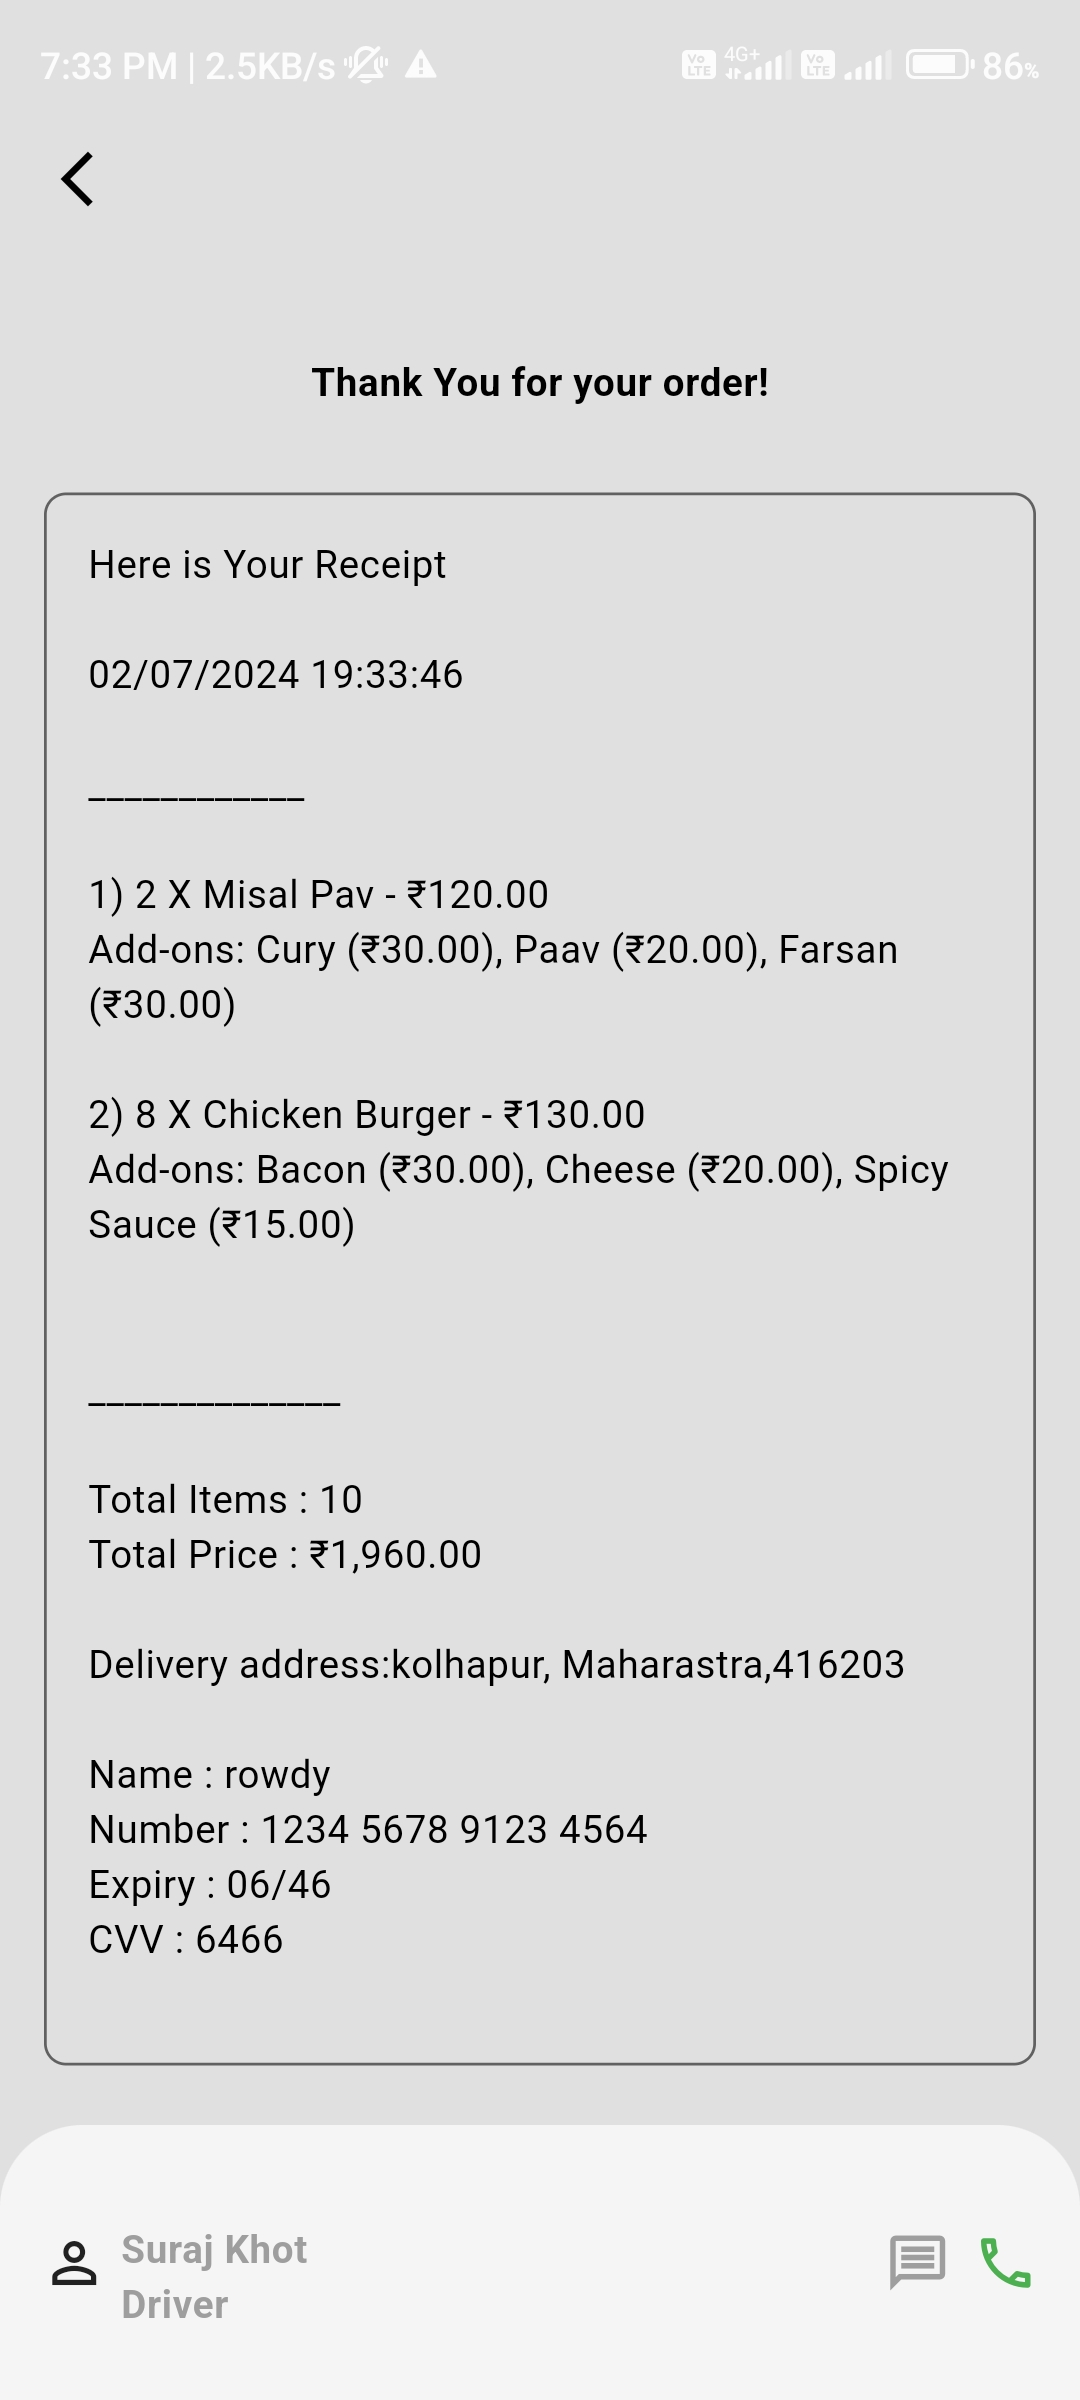 7:33 PM | 2.5KB/s Vo LTE 4G+ Vo LTE 86%
Thank You for your order!
Here is Your Receipt
02/07/2024 19:33:46
____________
1) 2 X Misal Pav - ₹120.00
Add-ons: Cury (₹30.00), Paav (₹20.00), Farsan
(₹30.00)
2) 8 X Chicken Burger - ₹130.00
Add-ons: Bacon (₹30.00), Cheese (₹20.00), Spicy
Sauce (₹15.00)
______________
Total Items : 10
Total Price : ₹1,960.00
Delivery address:kolhapur, Maharastra,416203
Name : rowdy
Number : 1234 5678 9123 4564
Expiry : 06/46
CVV : 6466
Suraj Khot
Driver